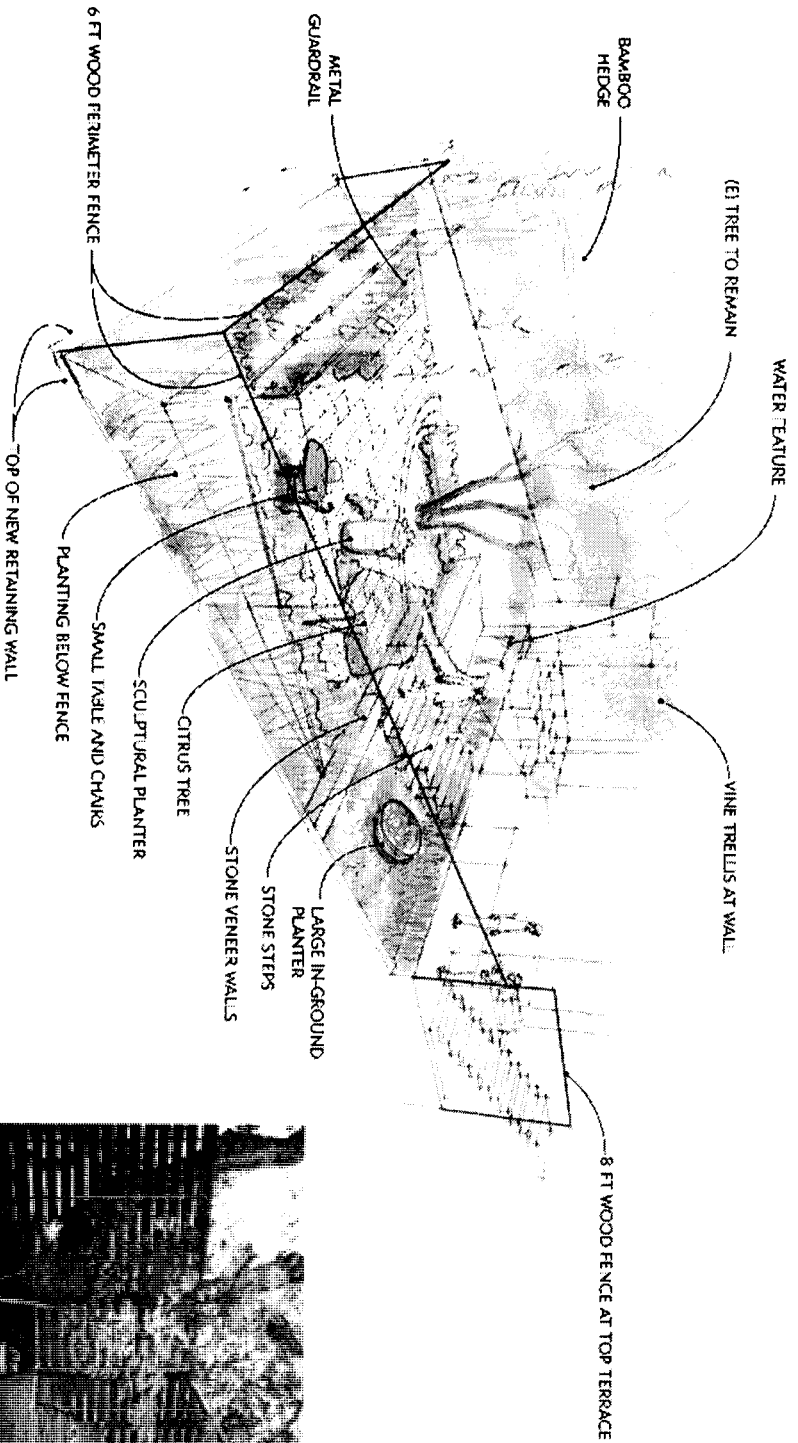 BAMBOO
HEDGE
(E) TREE TO REMAIN
WATER FEATURE
VINE TRELLIS AT WALL
8 FT WOOD FENCE AT TOP TERRACE
METAL
GUARDRAIL
6 FT WOOD PERIMETER FENCE
TOP OF NEW RETAINING WALL
PLANTING BELOW FENCE
SMALL TABLE AND CHAIRS
SCULPTURAL PLANTER
CITRUS TREE
STONE VENEER WALLS
STONE STEPS
LARGE IN-GROUND
PLANTER